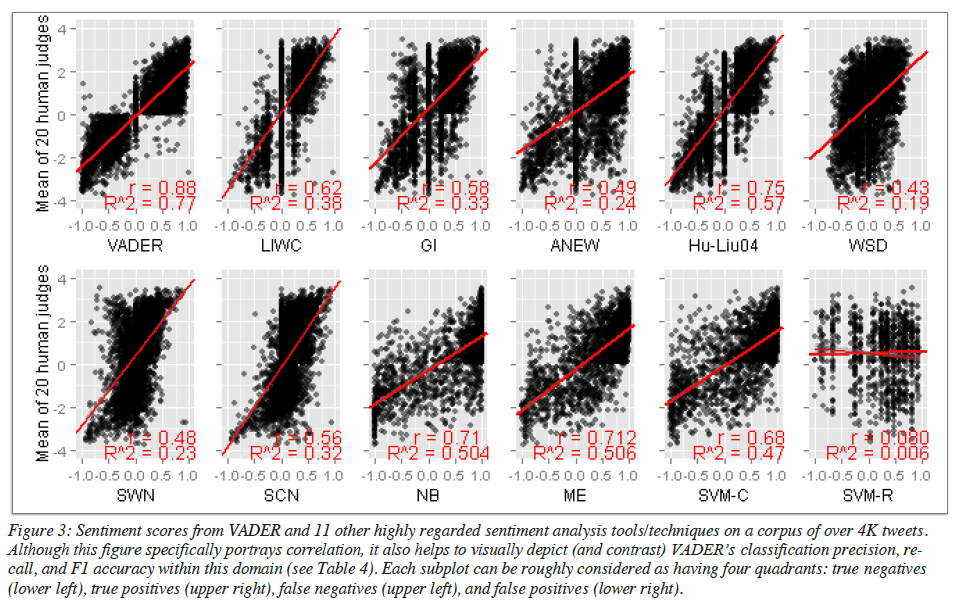 Mean of 20 human judges
4
2
0
-2
-4
r = 0.88
R^2 = 0.77
r = 0.62
R^2 = 0.38
r = 0.58
R^2 = 0.33
r = 0.49
R^2 = 0.24
r = 0.75
R^2 = 0.57
r = 0.43
R^2 = 0.19
-1.0 -0.5 0.0 0.5 1.0 -1.0 -0.5 0.0 0.5 1.0 -1.0 -0.5 0.0 0.5 1.0 -1.0 -0.5 0.0 0.5 1.0 -1.0 -0.5 0.0 0.5 1.0 -1.0 -0.5 0.0 0.5 1.0
VADER LIWC GI ANEW Hu-Liu04 WSD
Mean of 20 human judges
4
2
0
-2
-4
r = 0.48
R^2 = 0.23
r = 0.56
R^2 = 0.32
r = 0.71
R^2 = 0.504
r = 0.712
R^2 = 0.506
r = 0.68
R^2 = 0.47
r = 0.080
R^2 = 0.006
-1.0 -0.5 0.0 0.5 1.0 -1.0 -0.5 0.0 0.5 1.0 -1.0 -0.5 0.0 0.5 1.0 -1.0 -0.5 0.0 0.5 1.0 -1.0 -0.5 0.0 0.5 1.0 -1.0 -0.5 0.0 0.5 1.0
SWN SCN NB ME SVM-C SVM-R
Figure 3: Sentiment scores from VADER and 11 other highly regarded sentiment analysis tools/techniques on a corpus of over 4K tweets.
Although this figure specifically portrays correlation, it also helps to visually depict (and contrast) VADER's classification precision, re-
call, and F1 accuracy within this domain (see Table 4). Each subplot can be roughly considered as having four quadrants: true negatives
(lower left), true positives (upper right), false negatives (upper left), and false positives (lower right).